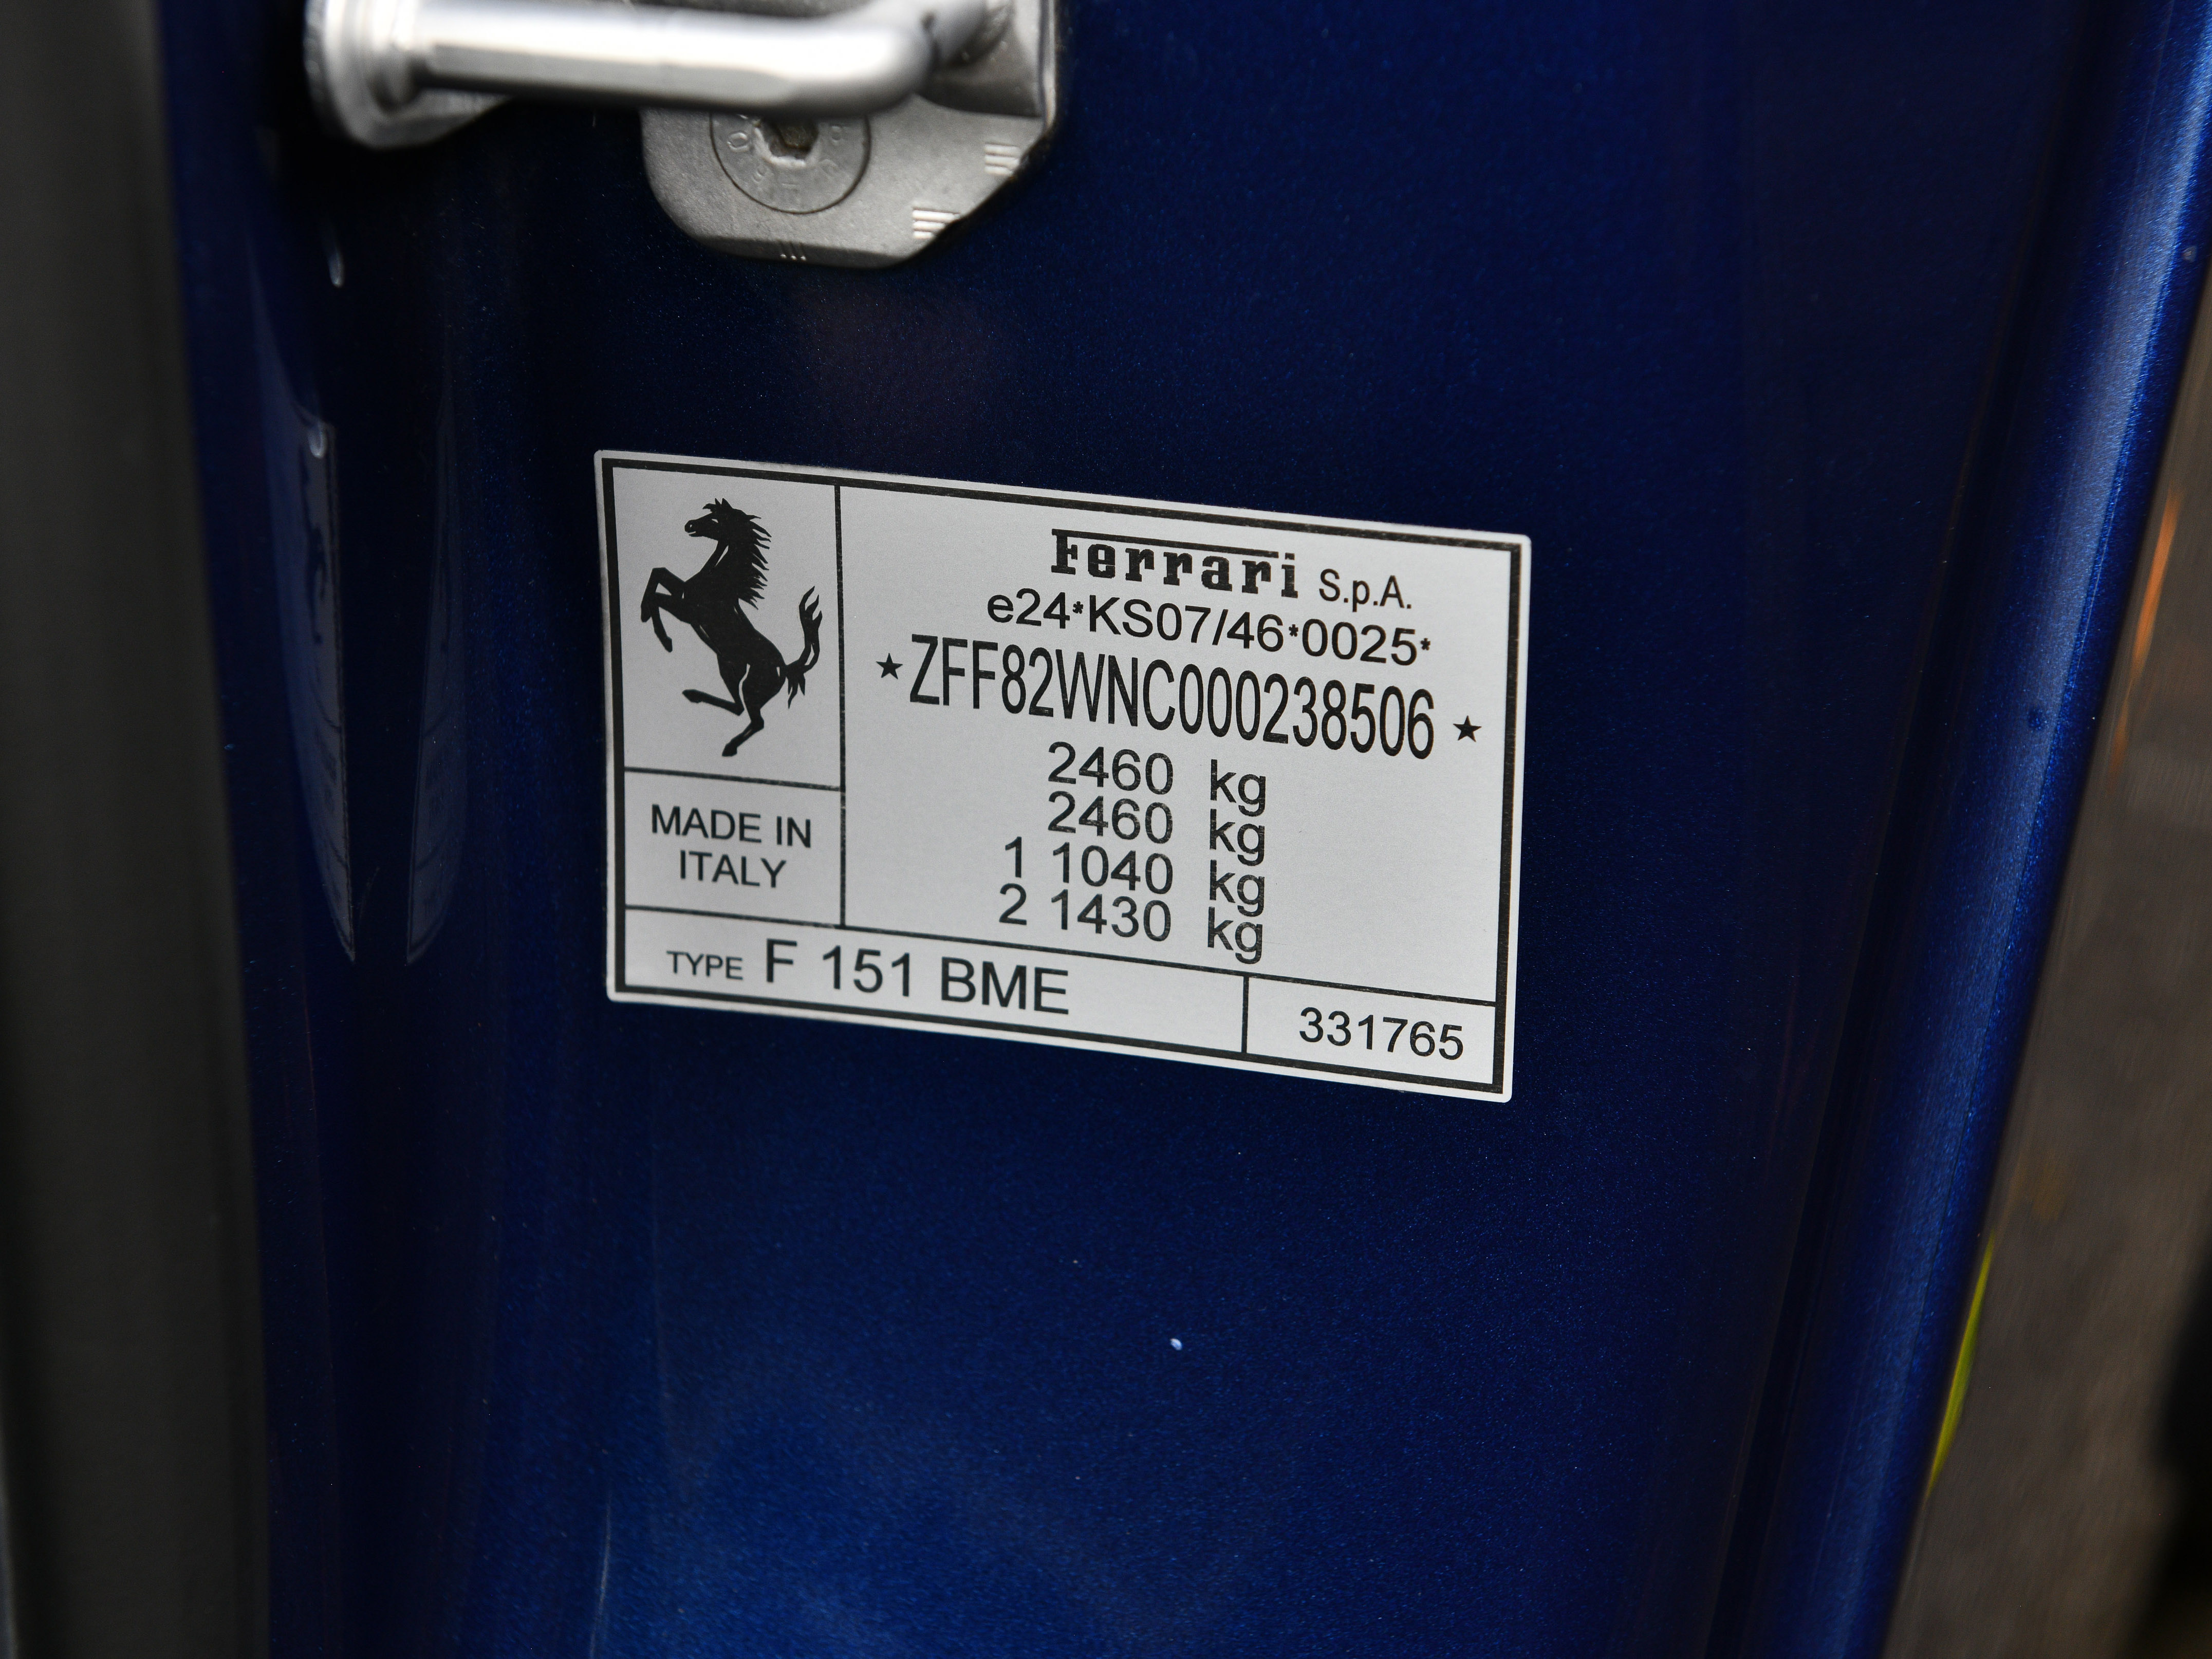 Ferrari S.p.A.
e24*KS07/46*0025*
★ZFF82WNC000238506★
2460 kg
2460 kg
1 1040 kg
2 1430 kg
MADE IN
ITALY
TYPE F 151 BME
331765